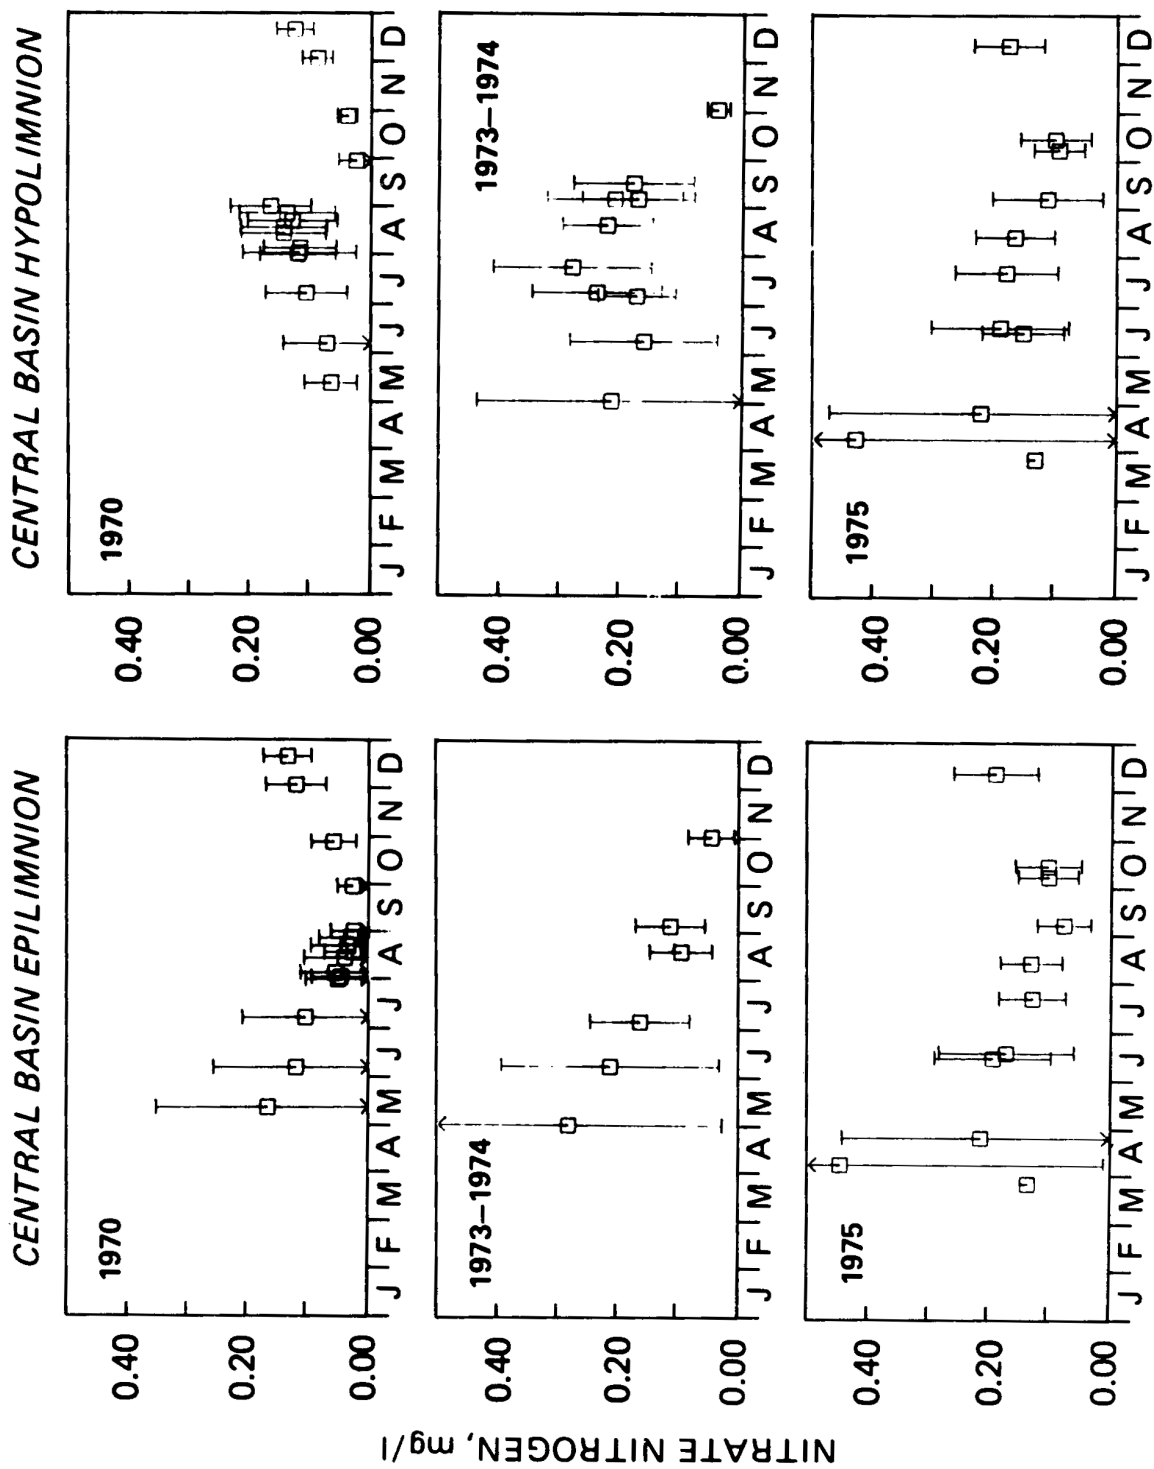 CENTRAL BASIN EPILIMNION
CENTRAL BASIN HYPOLIMNION
NITRATE NITROGEN, mg/l
0.40
0.20
0.00
1970
J F M A M J J A S O N D
0.40
0.20
0.00
1970
J F M A M J J A S O N D
0.40
0.20
0.00
1973–1974
J F M A M J J A S O N D
0.40
0.20
0.00
1973–1974
J F M A M J J A S O N D
0.40
0.20
0.00
1975
J F M A M J J A S O N D
0.40
0.20
0.00
1975
J F M A M J J A S O N D